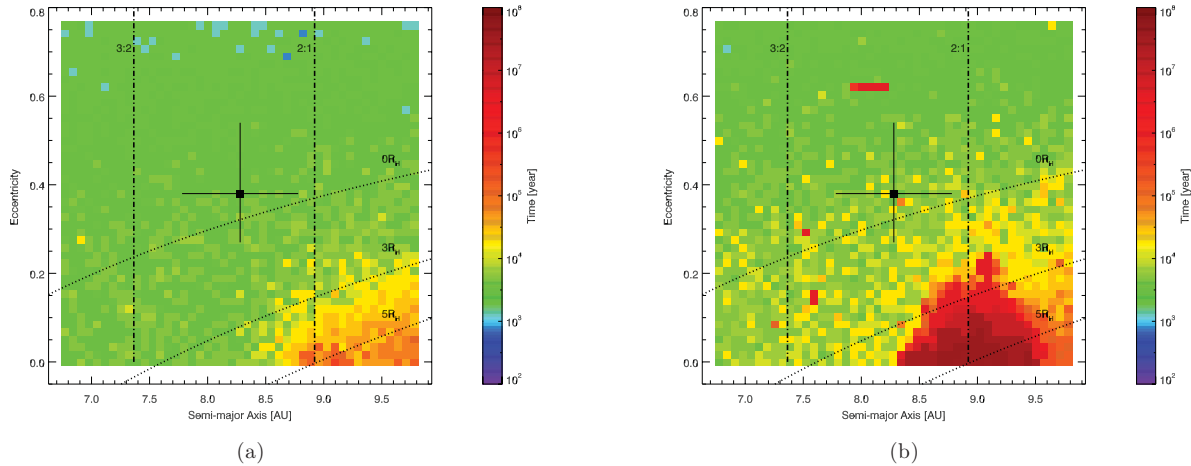 0.8
0.6
0.4
0.2
0.0
Eccentricity
3:2
2:1
0R_H
3R_H
5R_H
7.0 7.5 8.0 8.5 9.0 9.5
Semi-major Axis [AU]
10^8
10^7
10^6
10^5
10^4
10^3
10^2
Time [year]
(a)
0.8
0.6
0.4
0.2
0.0
Eccentricity
3:2
2:1
0R_H
3R_H
5R_H
7.0 7.5 8.0 8.5 9.0 9.5
Semi-major Axis [AU]
10^8
10^7
10^6
10^5
10^4
10^3
10^2
Time [year]
(b)